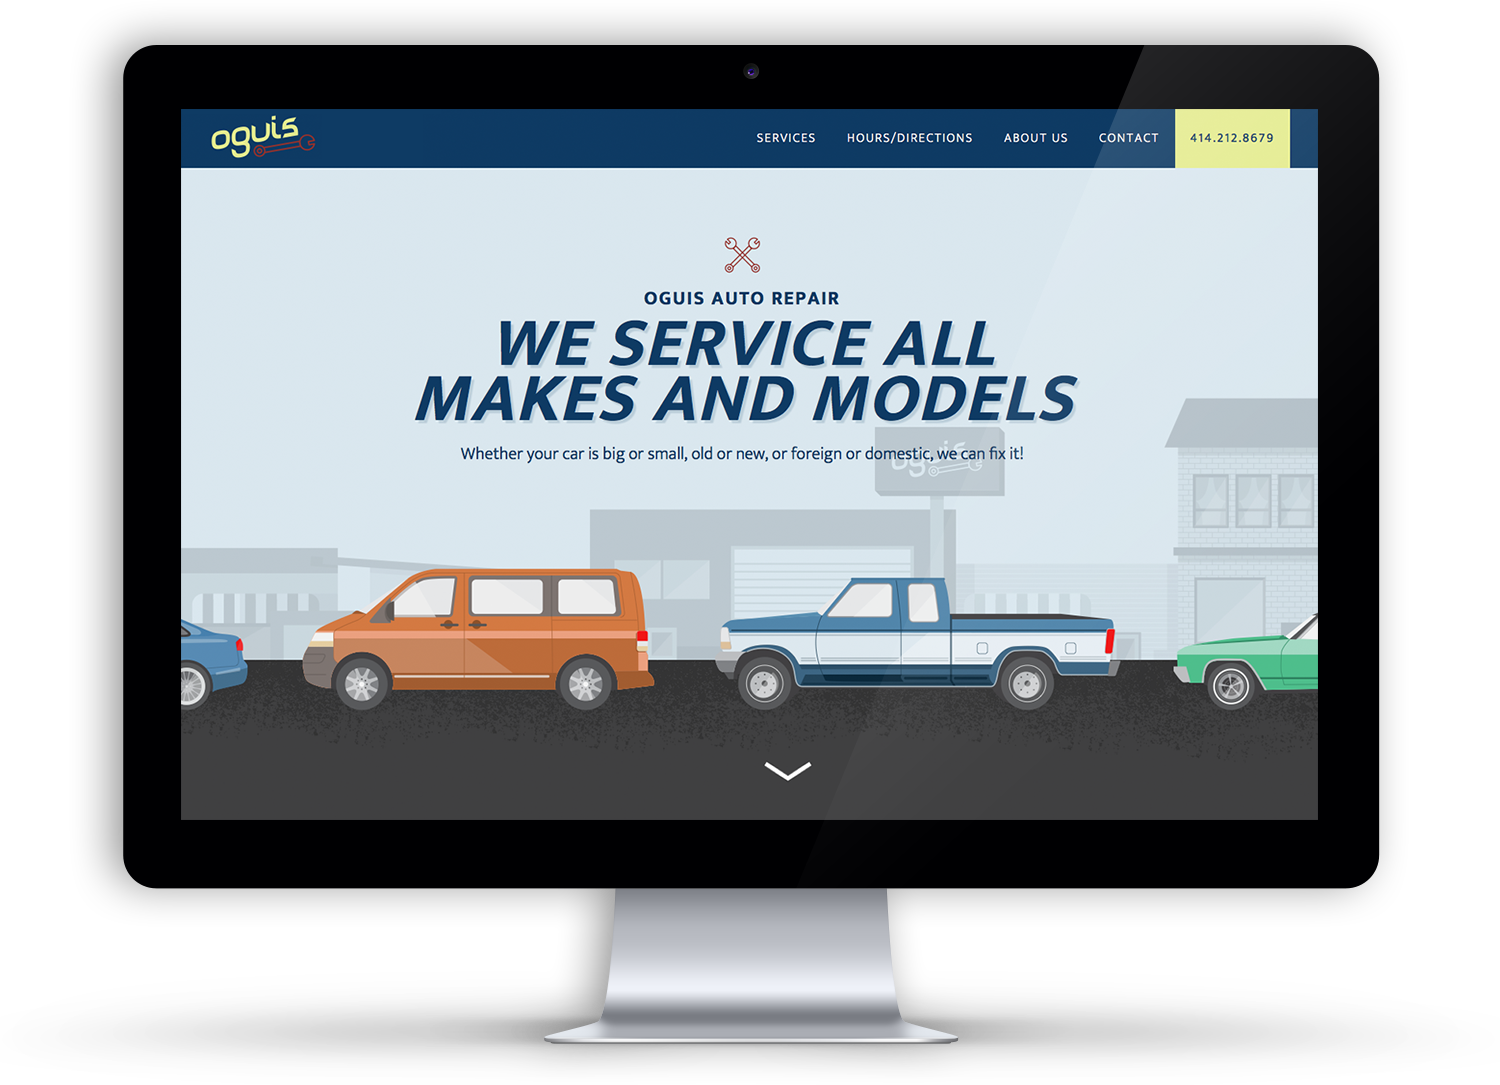 oguis
SERVICES HOURS/DIRECTIONS ABOUT US CONTACT 414.212.8679
OGUIS AUTO REPAIR
WE SERVICE ALL
MAKES AND MODELS
Whether your car is big or small, old or new, or foreign or domestic, we can fix it!
oguis